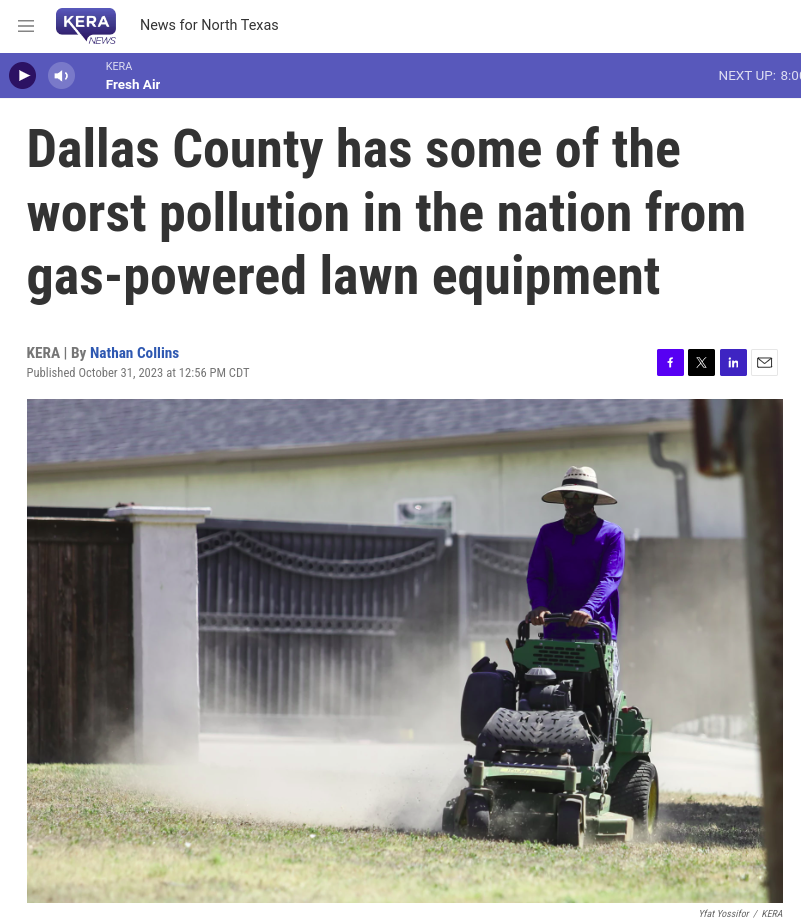 KERA
NEWS
News for North Texas
KERA
Fresh Air
NEXT UP: 8:00
Dallas County has some of the
worst pollution in the nation from
gas-powered lawn equipment
KERA | By Nathan Collins
Published October 31, 2023 at 12:56 PM CDT
HOT
Yfat Yossifor / KERA